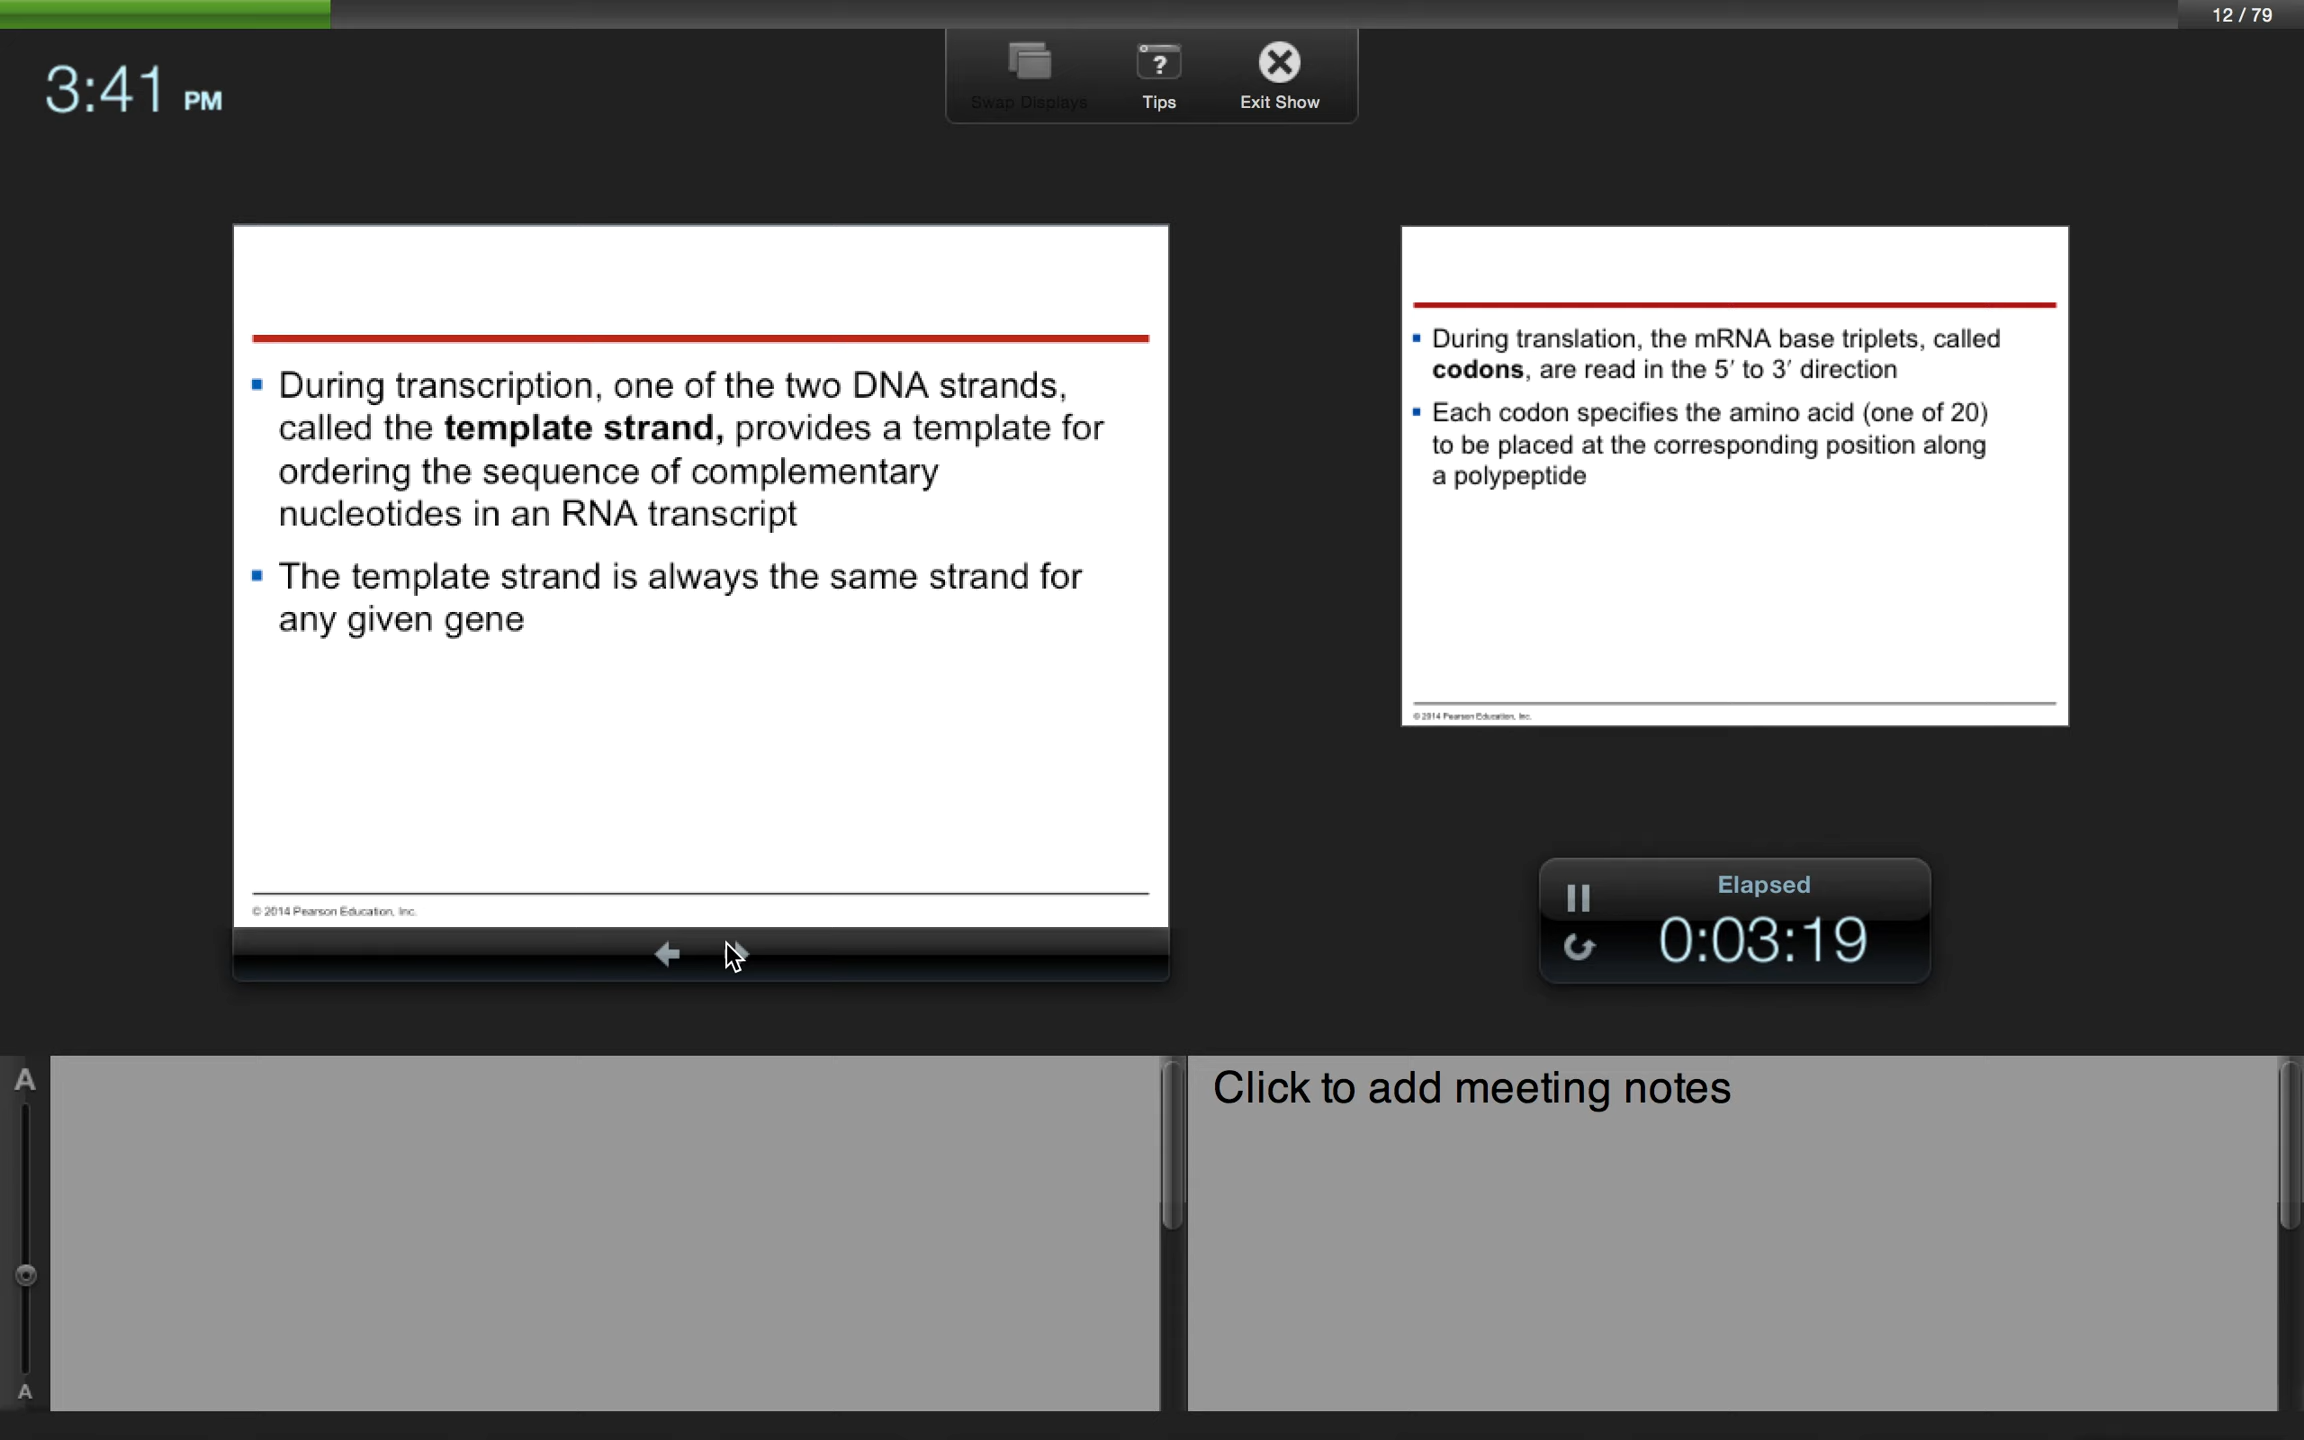 12 / 79
3:41 PM
Swap Displays
Tips
Exit Show
During transcription, one of the two DNA strands,
called the template strand, provides a template for
ordering the sequence of complementary
nucleotides in an RNA transcript
The template strand is always the same strand for
any given gene
© 2014 Pearson Education, Inc.
During translation, the mRNA base triplets, called
codons, are read in the 5′ to 3′ direction
Each codon specifies the amino acid (one of 20)
to be placed at the corresponding position along
a polypeptide
© 2014 Pearson Education, Inc.
Elapsed
0:03:19
A
A
Click to add meeting notes